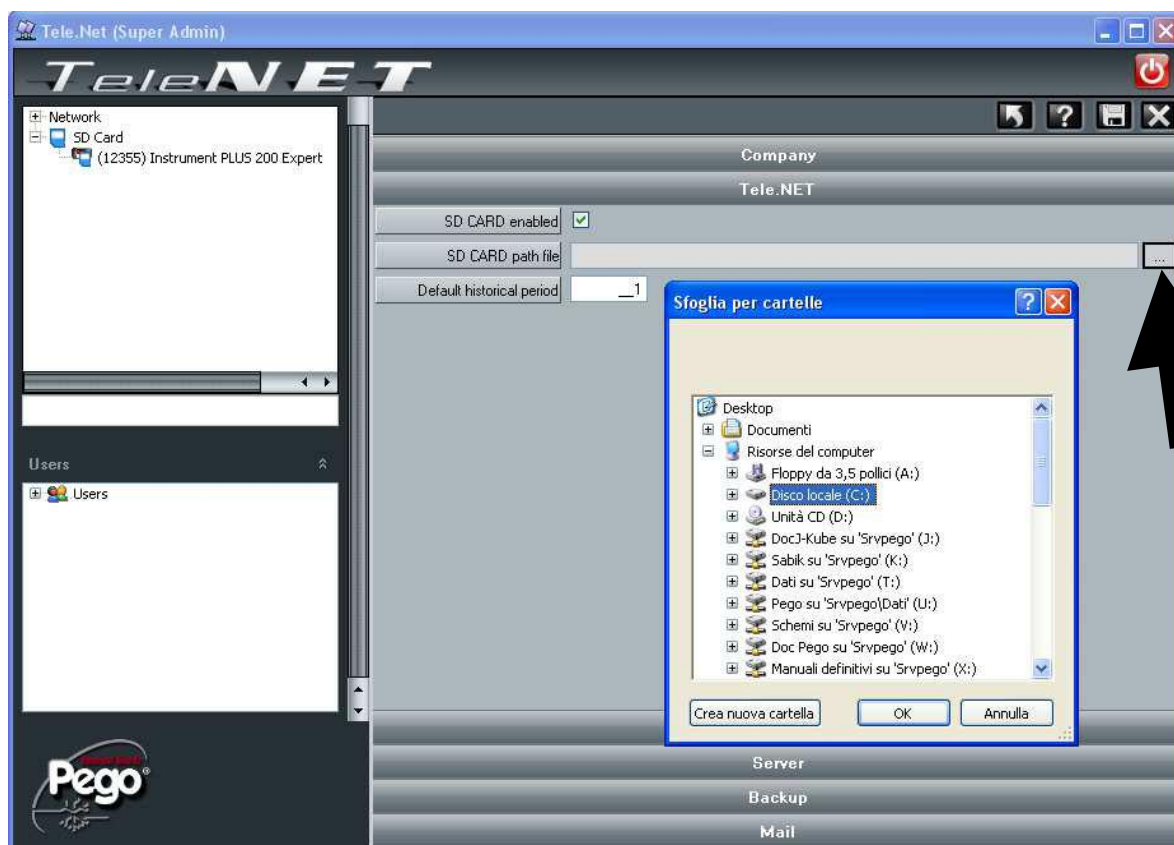 Tele.Net (Super Admin)
TeleNET
Network
SD Card
(12355) Instrument PLUS 200 Expert
Users
Users
Pego
Company
Tele.NET
SD CARD enabled
SD CARD path file
...
Default historical period
__1
Sfoglia per cartelle
Desktop
Documenti
Risorse del computer
Floppy da 3,5 pollici (A:)
Disco locale (C:)
Unità CD (D:)
DocJ-Kube su 'Srvpego' (J:)
Sabik su 'Srvpego' (K:)
Dati su 'Srvpego' (T:)
Pego su 'Srvpego\Dati' (U:)
Schemi su 'Srvpego' (V:)
Doc Pego su 'Srvpego' (W:)
Manuali definitivi su 'Srvpego' (X:)
Crea nuova cartella
OK
Annulla
Server
Backup
Mail